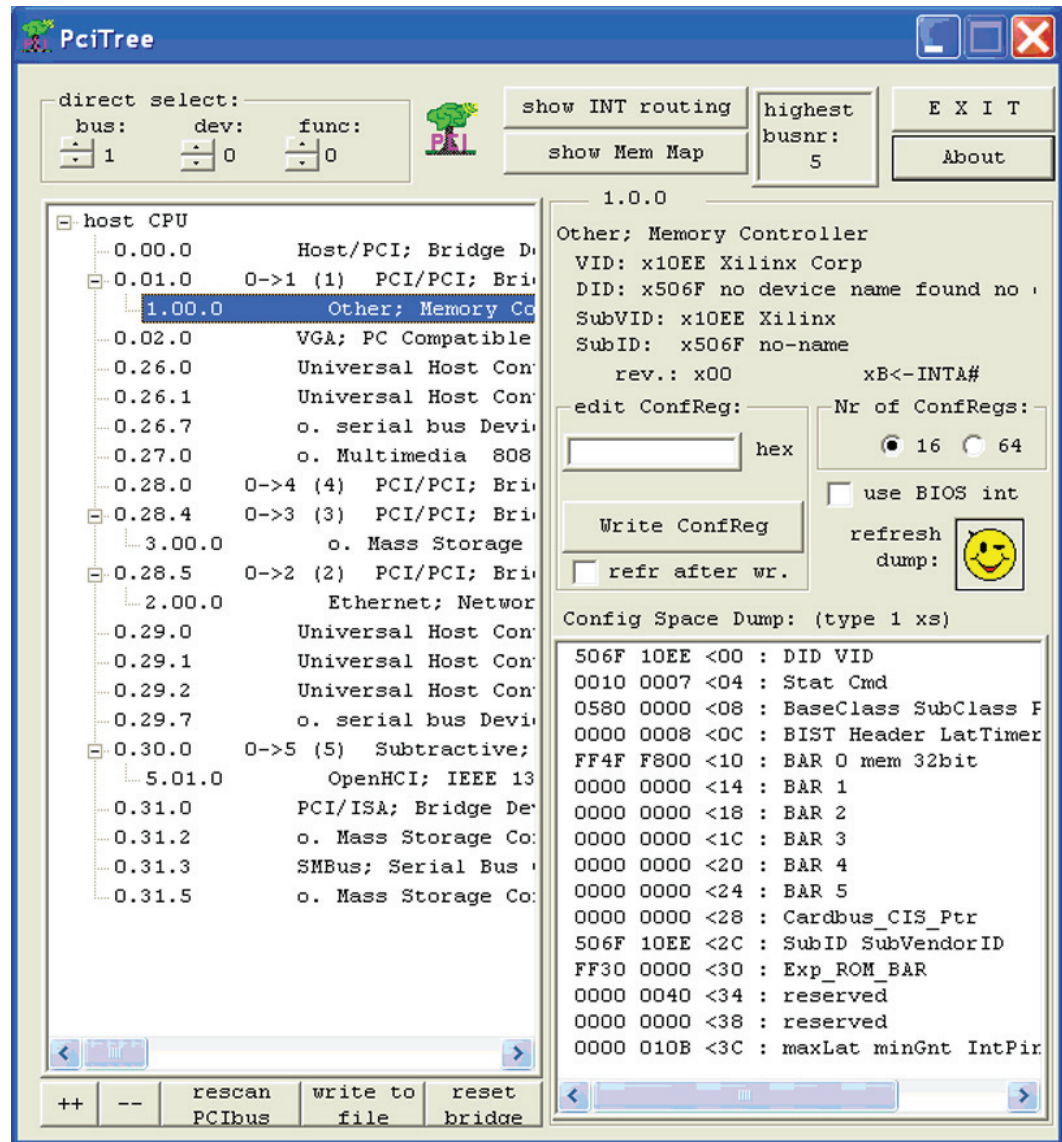 PciTree
direct select:
bus: dev: func:
1 0 0
PCI
show INT routing
show Mem Map
highest
busnr:
5
E X I T
About
host CPU
0.00.0 Host/PCI; Bridge D
0.01.0 0->1 (1) PCI/PCI; Bri
1.00.0 Other; Memory Co
0.02.0 VGA; PC Compatible
0.26.0 Universal Host Con
0.26.1 Universal Host Con
0.26.7 o. serial bus Devi
0.27.0 o. Multimedia 808
0.28.0 0->4 (4) PCI/PCI; Bri
0.28.4 0->3 (3) PCI/PCI; Bri
3.00.0 o. Mass Storage
0.28.5 0->2 (2) PCI/PCI; Bri
2.00.0 Ethernet; Networ
0.29.0 Universal Host Con
0.29.1 Universal Host Con
0.29.2 Universal Host Con
0.29.7 o. serial bus Devi
0.30.0 0->5 (5) Subtractive;
5.01.0 OpenHCI; IEEE 13
0.31.0 PCI/ISA; Bridge De
0.31.2 o. Mass Storage Co
0.31.3 SMBus; Serial Bus
0.31.5 o. Mass Storage Co
++
--
rescan
PCIbus
write to
file
reset
bridge
1.0.0
Other; Memory Controller
VID: x10EE Xilinx Corp
DID: x506F no device name found no
SubVID: x10EE Xilinx
SubID: x506F no-name
rev.: x00 xB<-INTA#
edit ConfReg:
hex
Nr of ConfRegs:
16 64
Write ConfReg
refr after wr.
use BIOS int
refresh
dump:
Config Space Dump: (type 1 xs)
506F 10EE <00 : DID VID
0010 0007 <04 : Stat Cmd
0580 0000 <08 : BaseClass SubClass P
0000 0008 <0C : BIST Header LatTimer
FF4F F800 <10 : BAR 0 mem 32bit
0000 0000 <14 : BAR 1
0000 0000 <18 : BAR 2
0000 0000 <1C : BAR 3
0000 0000 <20 : BAR 4
0000 0000 <24 : BAR 5
0000 0000 <28 : Cardbus_CIS_Ptr
506F 10EE <2C : SubID SubVendorID
FF30 0000 <30 : Exp_ROM_BAR
0000 0040 <34 : reserved
0000 0000 <38 : reserved
0000 010B <3C : maxLat minGnt IntPin